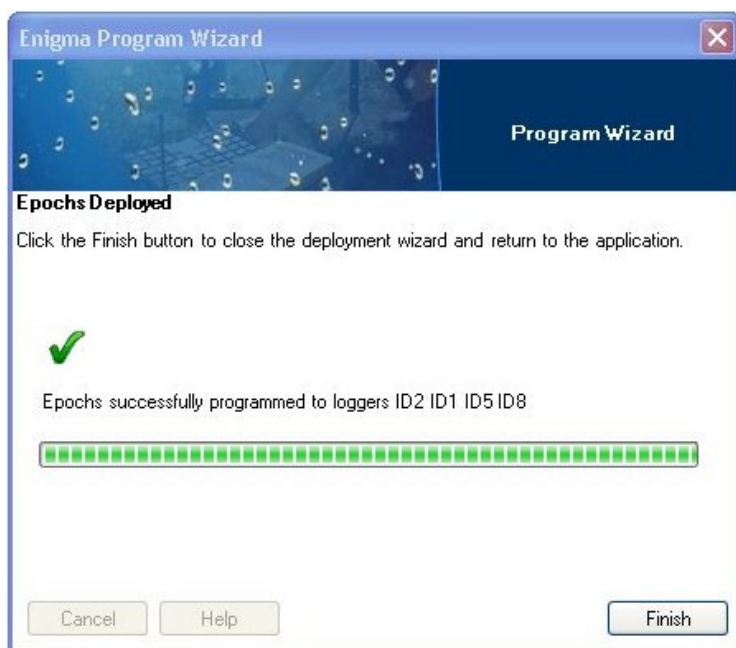 Enigma Program Wizard
Program Wizard
Epochs Deployed
Click the Finish button to close the deployment wizard and return to the application.
Epochs successfully programmed to loggers ID2 ID1 ID5 ID8
Cancel
Help
Finish